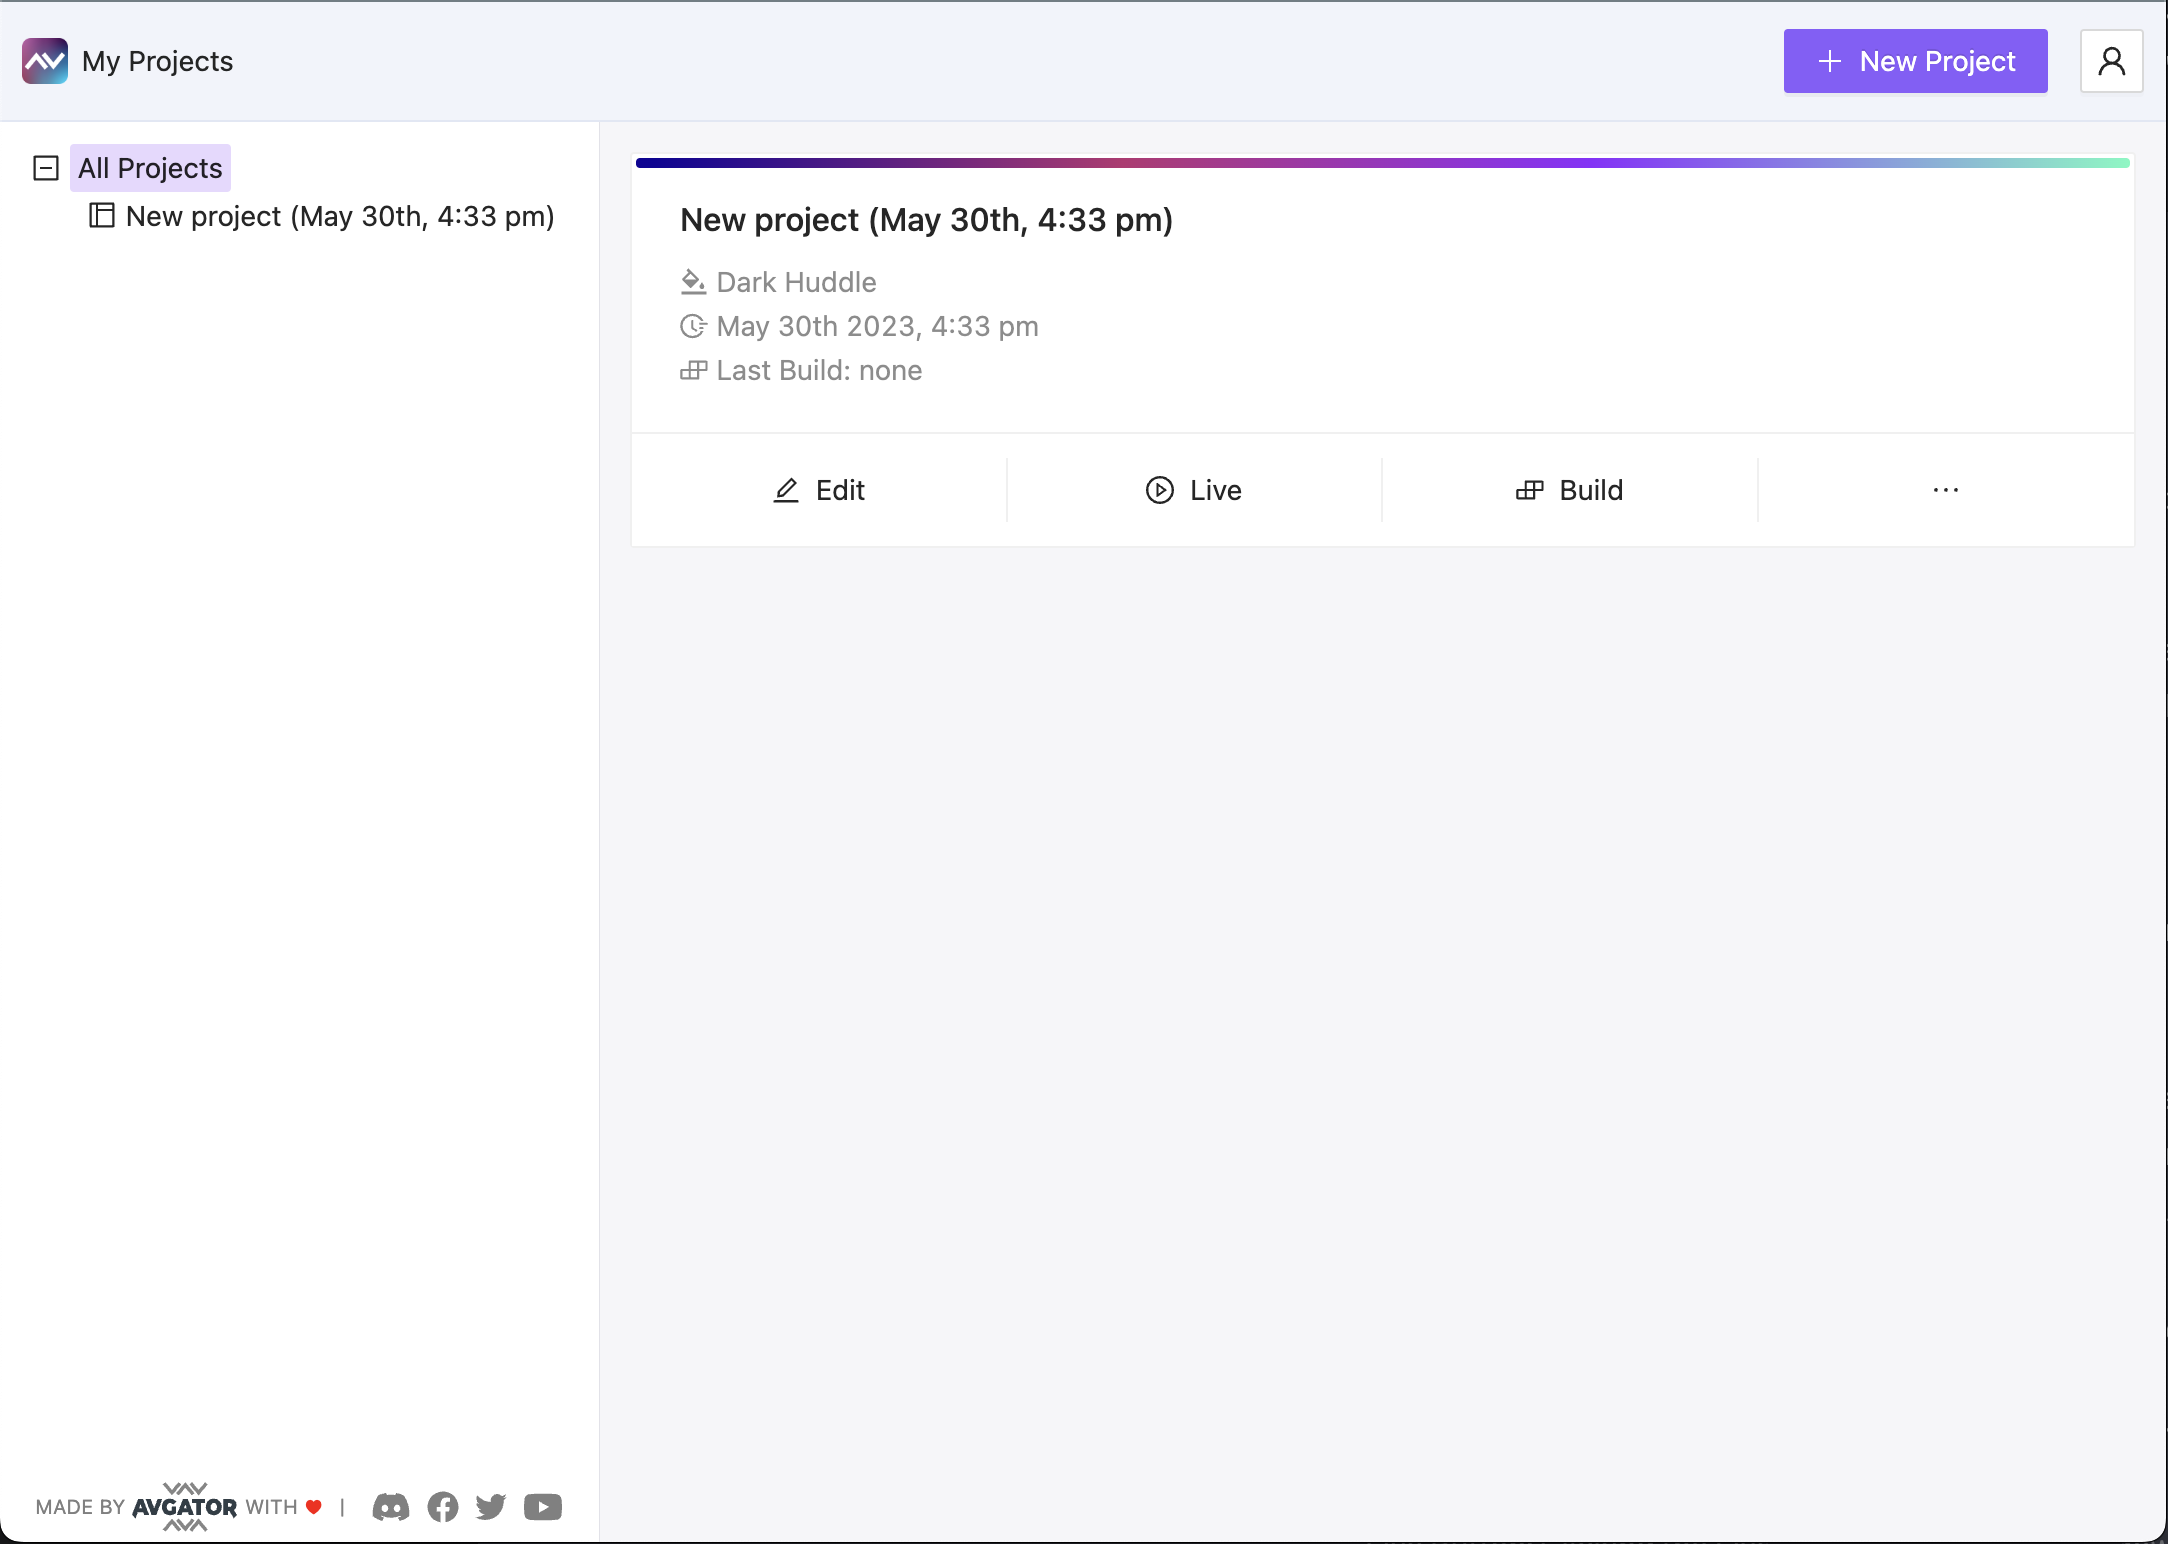 My Projects
New Project
All Projects
New project (May 30th, 4:33 pm)
New project (May 30th, 4:33 pm)
Dark Huddle
May 30th 2023, 4:33 pm
Last Build: none
Edit
Live
Build
MADE BY AVGATOR WITH ❤ |